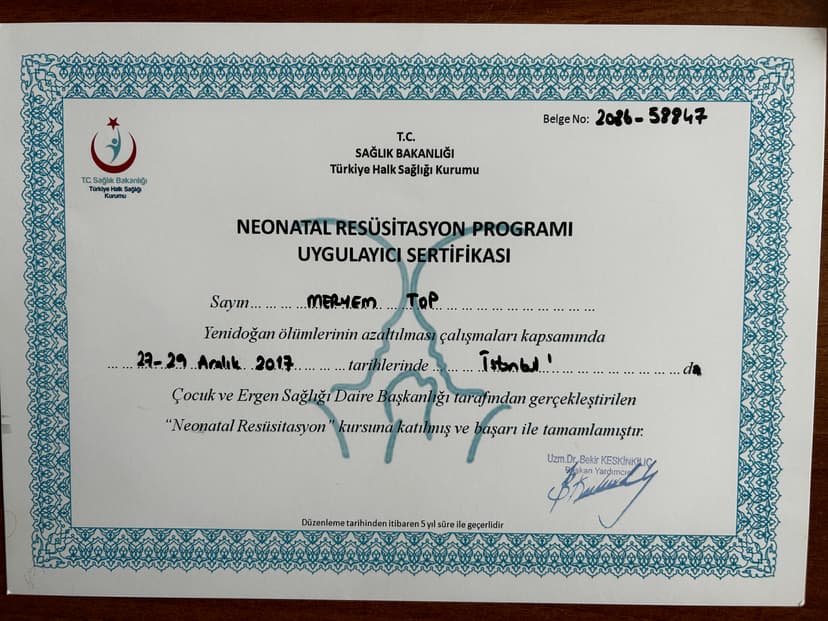 Belge No: 2086-58847
T.C.
SAĞLIK BAKANLIĞI
Türkiye Halk Sağlığı Kurumu
T.C. Sağlık Bakanlığı
Türkiye Halk Sağlığı
Kurumu
NEONATAL RESÜSİTASYON PROGRAMI
UYGULAYICI SERTİFİKASI
Sayın... ... ... MERYEM ... ... TOP ... ... ... ... ... ... ... ... ...
Yenidoğan ölümlerinin azaltılması çalışmaları kapsamında
... ... 27-29 Aralık 2017 ... ... ... tarihlerinde ... ... İstanbul' ... ... ... ... ... ... ... da
Çocuk ve Ergen Sağlığı Daire Başkanlığı tarafından gerçekleştirilen
“Neonatal Resüsitasyon" kursuna katılmış ve başarı ile tamamlamıştır.
Uzm.Dr. Bekir KESKİNKILIÇ
Başkan Yardımcısı
Düzenleme tarihinden itibaren 5 yıl süre ile geçerlidir